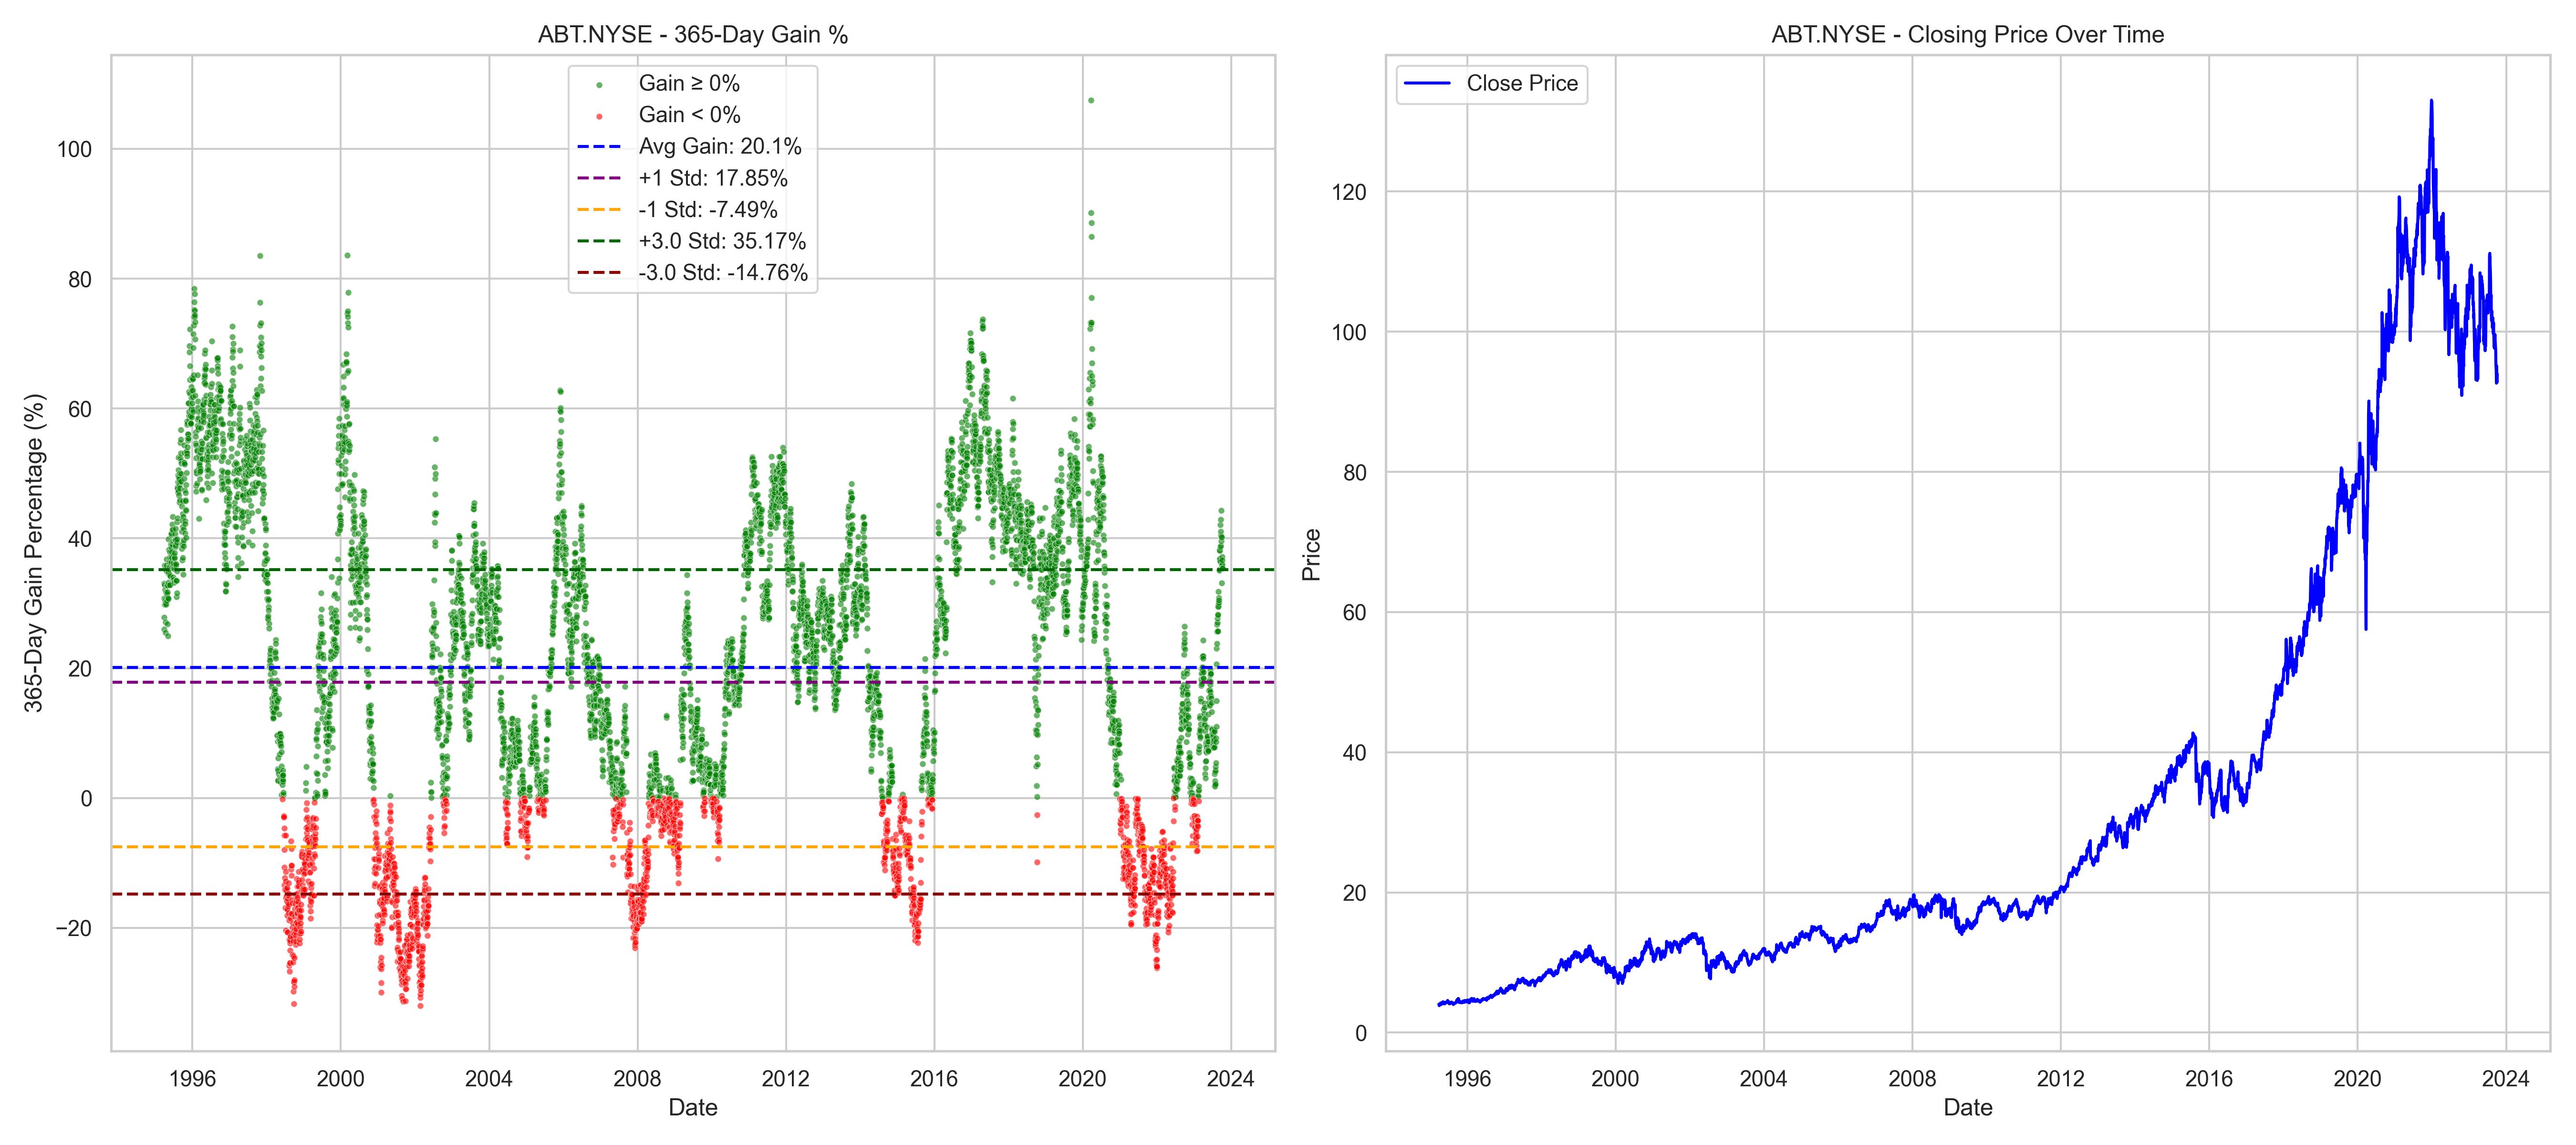 ABT.NYSE - 365-Day Gain %
Gain ≥ 0%
Gain < 0%
Avg Gain: 20.1%
+1 Std: 17.85%
-1 Std: -7.49%
+3.0 Std: 35.17%
-3.0 Std: -14.76%
365-Day Gain Percentage (%)
100
80
60
40
20
0
−20
1996 2000 2004 2008 2012 2016 2020 2024
Date
ABT.NYSE - Closing Price Over Time
Close Price
Price
120
100
80
60
40
20
0
1996 2000 2004 2008 2012 2016 2020 2024
Date